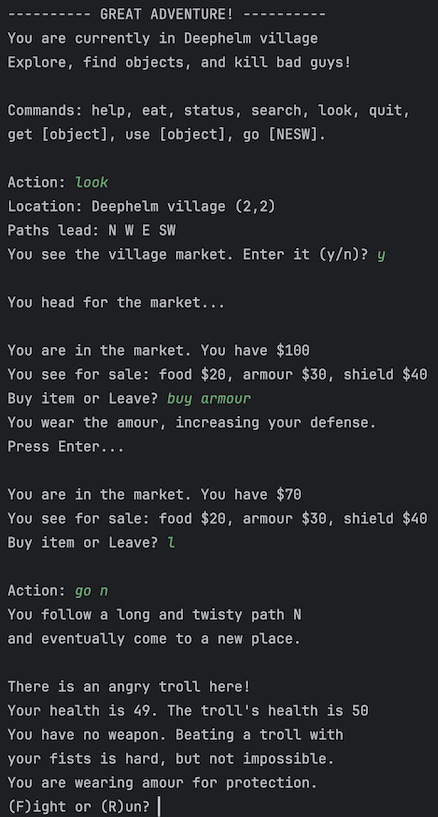 ---------- GREAT ADVENTURE! ----------
You are currently in Deephelm village
Explore, find objects, and kill bad guys!

Commands: help, eat, status, search, look, quit,
get [object], use [object], go [NESW].

Action: look
Location: Deephelm village (2,2)
Paths lead: N W E SW
You see the village market. Enter it (y/n)? y

You head for the market...

You are in the market. You have $100
You see for sale: food $20, armour $30, shield $40
Buy item or Leave? buy armour
You wear the amour, increasing your defense.
Press Enter...

You are in the market. You have $70
You see for sale: food $20, armour $30, shield $40
Buy item or Leave? l

Action: go n
You follow a long and twisty path N
and eventually come to a new place.

There is an angry troll here!
Your health is 49. The troll's health is 50
You have no weapon. Beating a troll with
your fists is hard, but not impossible.
You are wearing amour for protection.
(F)ight or (R)un?